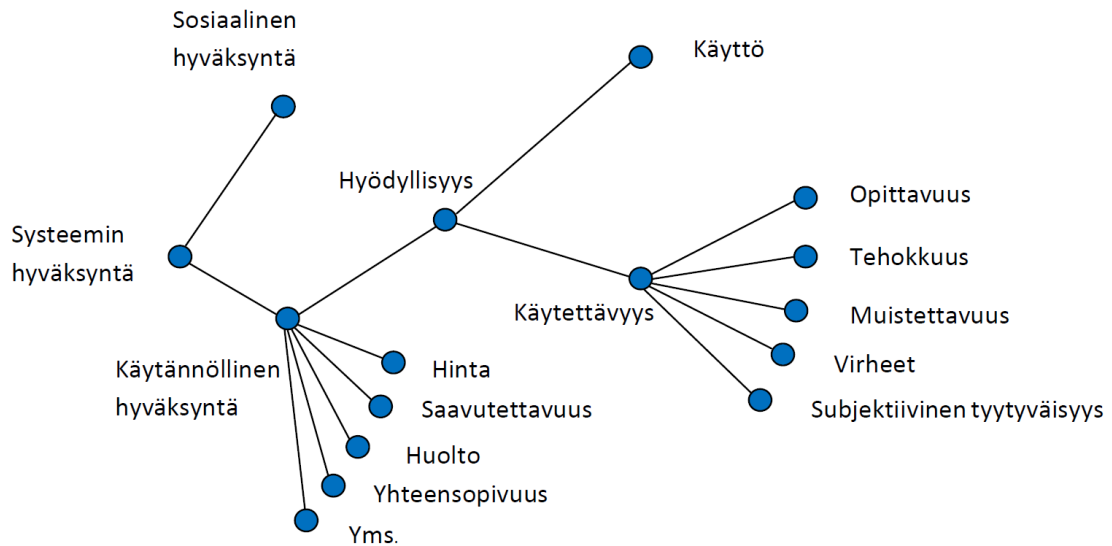 Sosiaalinen
hyväksyntä
Käyttö
Hyödyllisyys
Opittavuus
Systeemin
hyväksyntä
Tehokkuus
Käytettävyys
Muistettavuus
Virheet
Käytännöllinen
hyväksyntä
Hinta
Saavutettavuus
Subjektiivinen tyytyväisyys
Huolto
Yhteensopivuus
Yms.